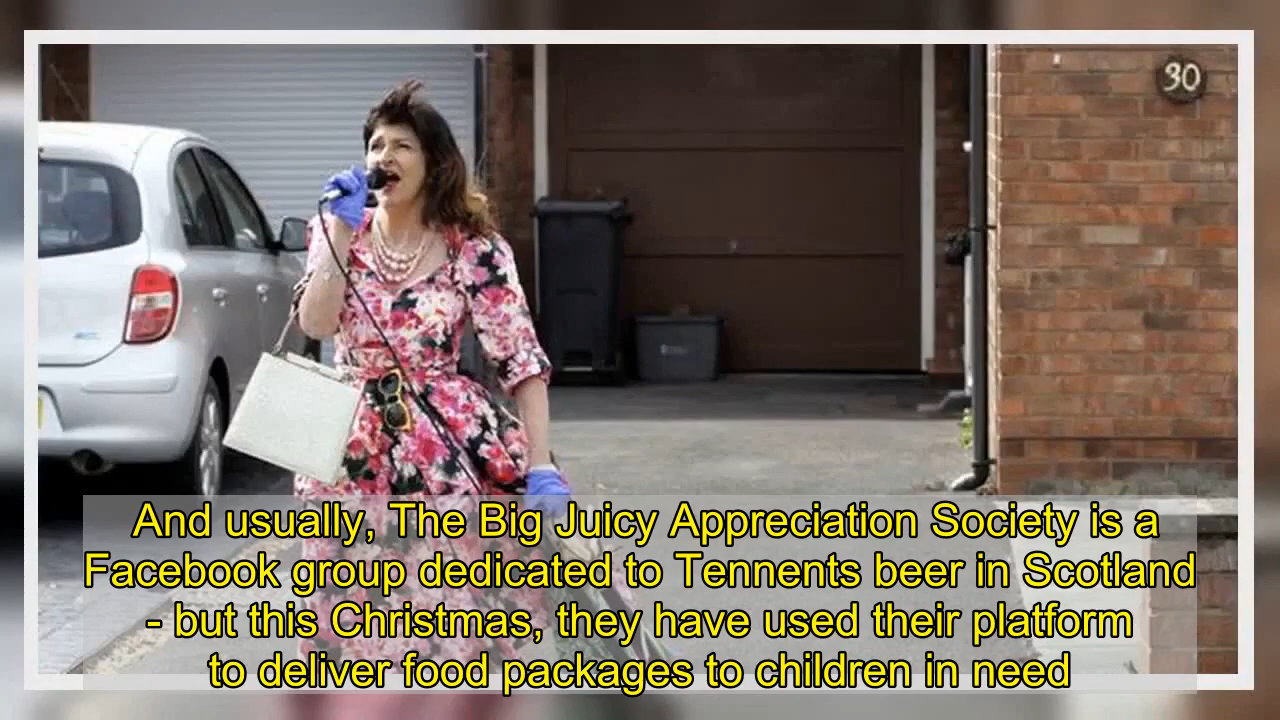 30
And usually, The Big Juicy Appreciation Society is a
Facebook group dedicated to Tennents beer in Scotland
- but this Christmas, they have used their platform
to deliver food packages to children in need